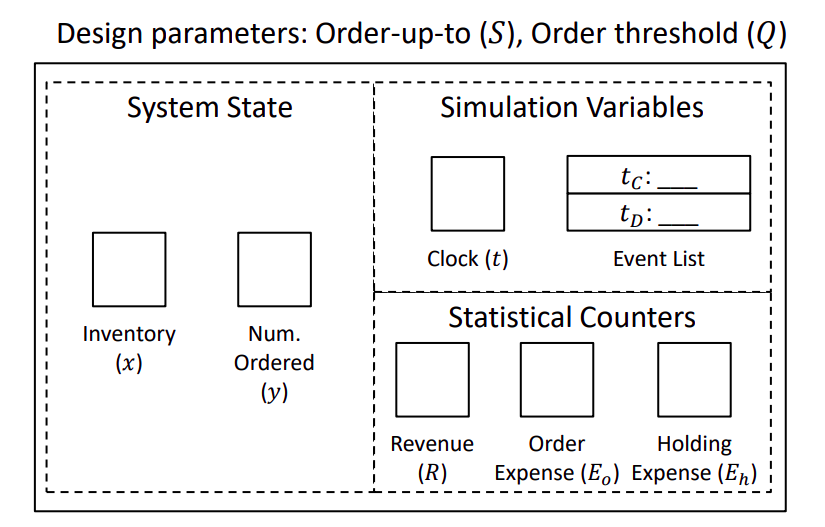 Design parameters: Order-up-to (S), Order threshold (Q)
System State
Inventory
(x)
Num.
Ordered
(y)
Simulation Variables
t_C: ___
t_D: ___
Clock (t)
Event List
Statistical Counters
Revenue
(R)
Order
Expense (E_o)
Holding
Expense (E_h)